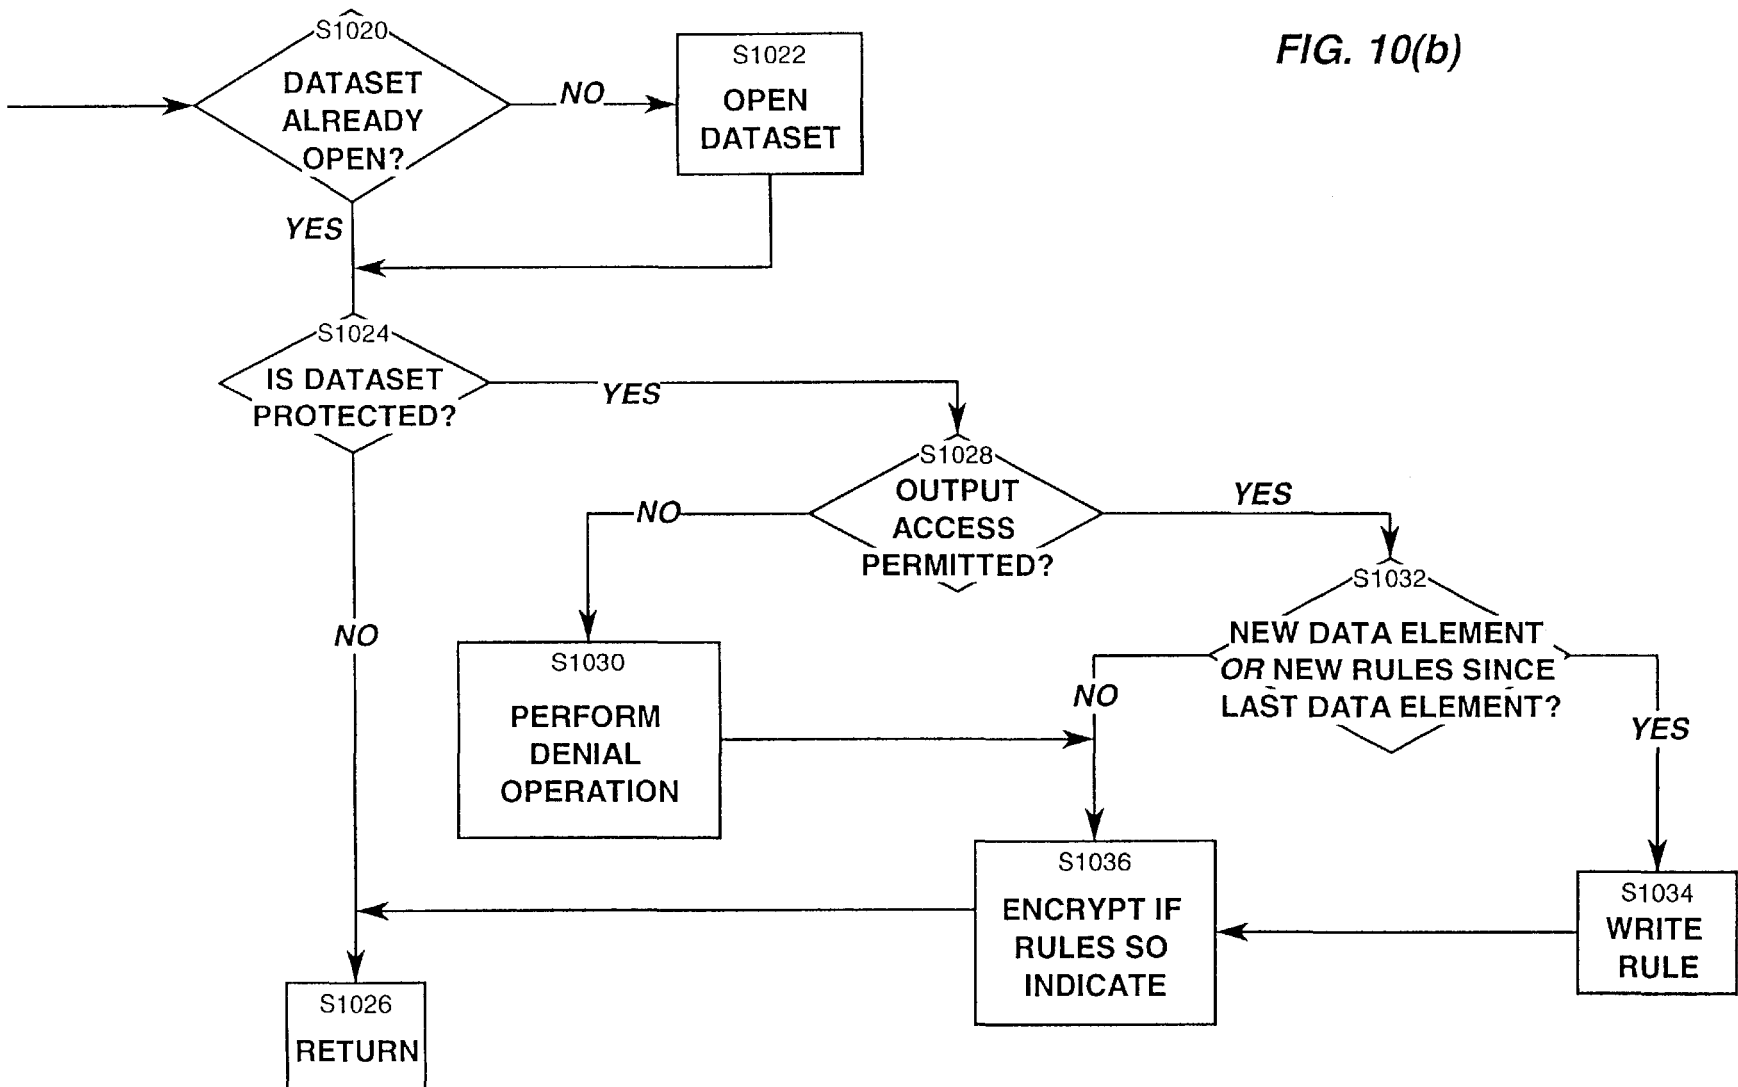 FIG. 10(b)
S1020
DATASET
ALREADY
OPEN?
NO
S1022
OPEN
DATASET
YES
S1024
IS DATASET
PROTECTED?
YES
S1028
OUTPUT
ACCESS
PERMITTED?
NO
YES
S1032
NEW DATA ELEMENT
OR NEW RULES SINCE
LAST DATA ELEMENT?
NO
S1030
PERFORM
DENIAL
OPERATION
NO
YES
S1036
ENCRYPT IF
RULES SO
INDICATE
S1034
WRITE
RULE
S1026
RETURN